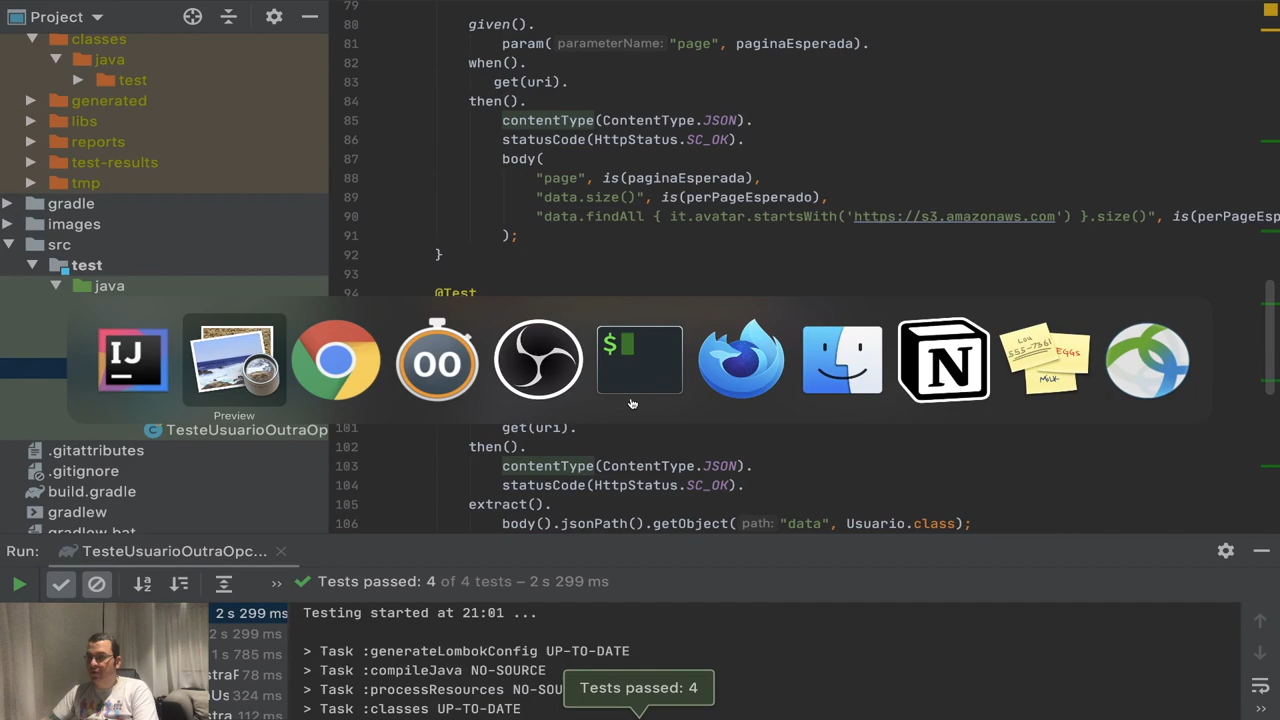 Project
classes
java
test
generated
libs
reports
test-results
tmp
gradle
images
src
test
java
TesteUsuarioOutraOp
.gitattributes
.gitignore
build.gradle
gradlew
gradlew.bat
79
80 given().
81 param( parameterName: "page", paginaEsperada).
82 when().
83 get(uri).
84 then().
85 contentType(ContentType.JSON).
86 statusCode(HttpStatus.SC_OK).
87 body(
88 "page", is(paginaEsperada),
89 "data.size()", is(perPageEsperado),
90 "data.findAll { it.avatar.startsWith('https://s3.amazonaws.com') }.size()", is(perPageEsp
91 );
92 }
93
94 @Test
IJ
00
$
N
Lou
555-7361
EGGS
MILK
Preview
101 get(uri).
102 then().
103 contentType(ContentType.JSON).
104 statusCode(HttpStatus.SC_OK).
105 extract().
106 body().jsonPath().getObject( path: "data", Usuario.class);
Run: TesteUsuarioOutraOpc...
Tests passed: 4 of 4 tests – 2 s 299 ms
2 s 299 ms
2 s 299 ms
1 s 785 ms
78 ms
324 ms
112 ms
Testing started at 21:01 ...
> Task :generateLombokConfig UP-TO-DATE
> Task :compileJava NO-SOURCE
> Task :processResources NO-SOU
> Task :classes UP-TO-DATE
Tests passed: 4